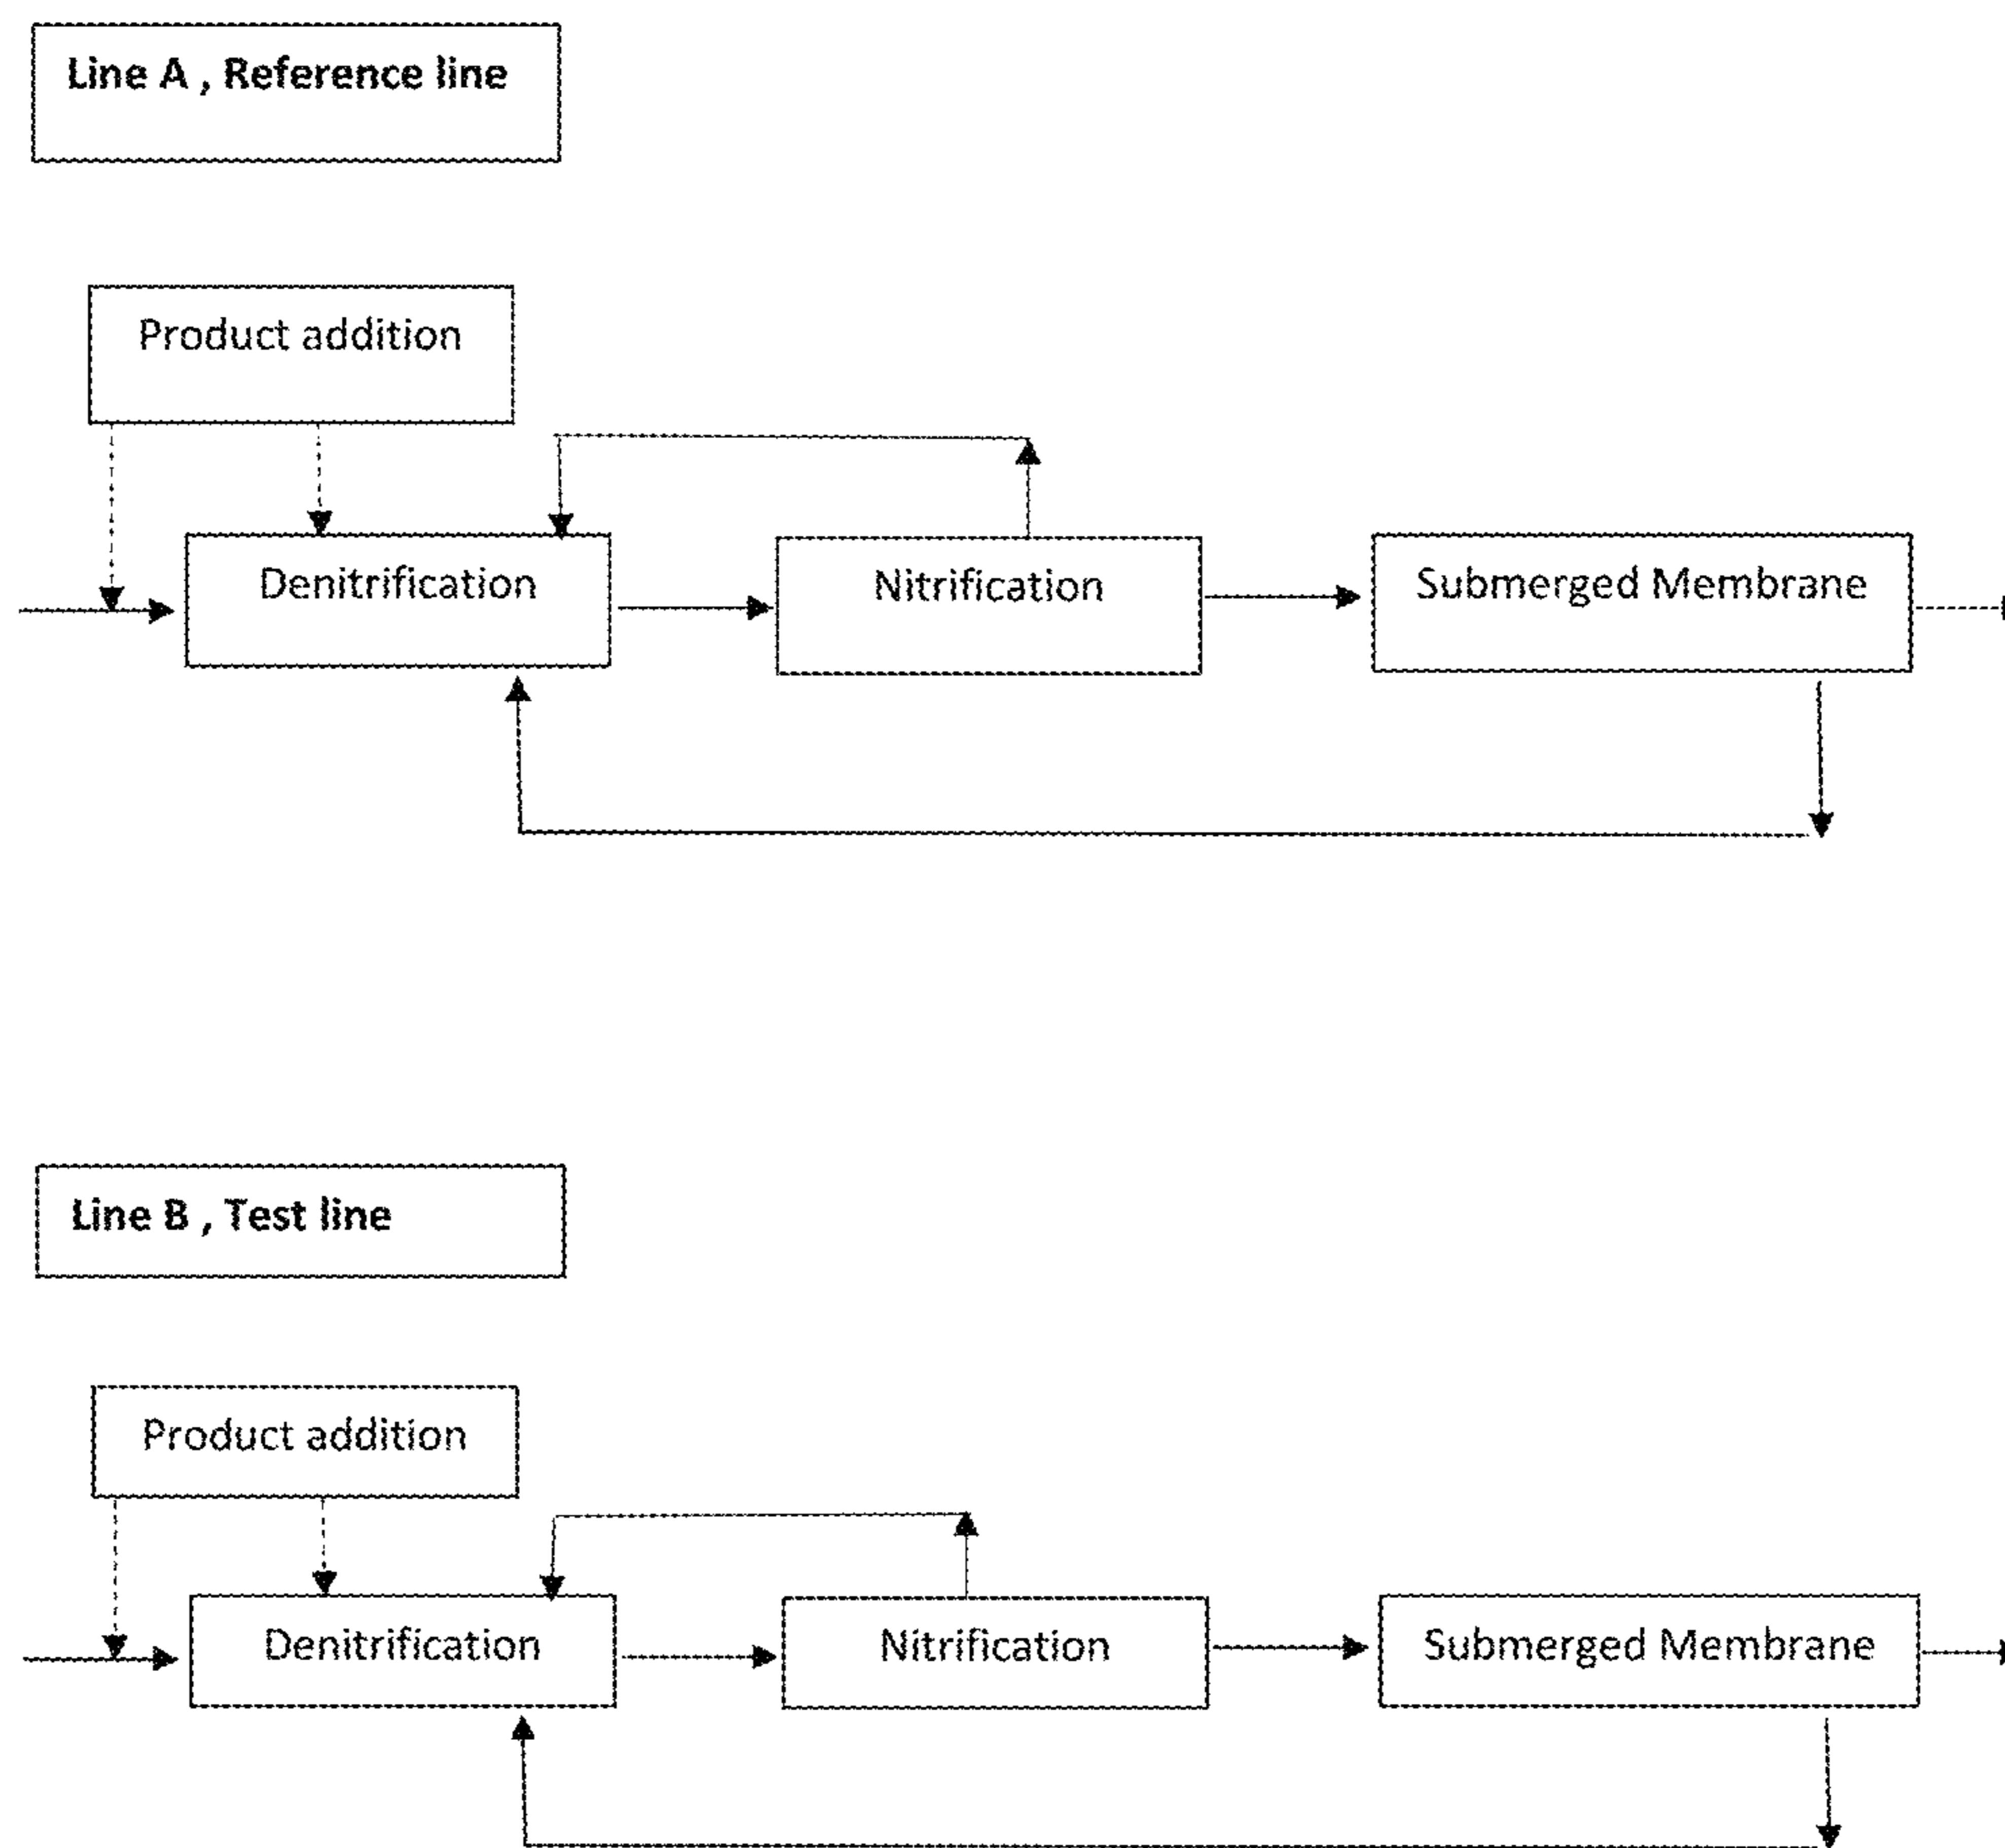 Line A , Reference line
Product addition
Denitrification
Nitrification
Submerged Membrane
Line B , Test line
Product addition
Denitrification
Nitrification
Submerged Membrane